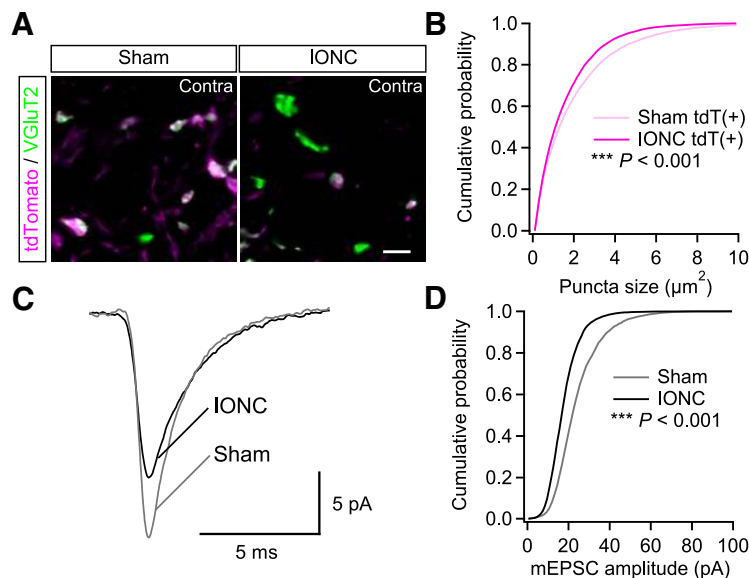 A
Sham
IONC
Contra
Contra
tdTomato / VGluT2
B
Cumulative probability
1.0
0.8
0.6
0.4
0.2
0.0
Sham tdT(+)
IONC tdT(+)
*** P < 0.001
0 2 4 6 8 10
Puncta size (µm²)
C
IONC
Sham
5 pA
5 ms
D
Cumulative probability
1.0
0.8
0.6
0.4
0.2
0.0
Sham
IONC
*** P < 0.001
0 20 40 60 80 100
mEPSC amplitude (pA)